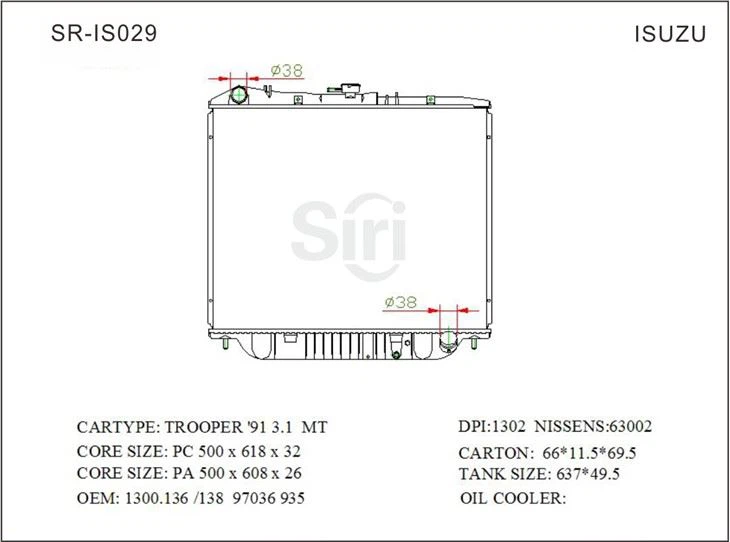 SR-IS029 ISUZU
ø38
Siri
ø38
CARTYPE: TROOPER '91 3.1 MT DPI:1302 NISSENS:63002
CORE SIZE: PC 500 x 618 x 32 CARTON: 66*11.5*69.5
CORE SIZE: PA 500 x 608 x 26 TANK SIZE: 637*49.5
OEM: 1300.136 /138 97036 935 OIL COOLER: